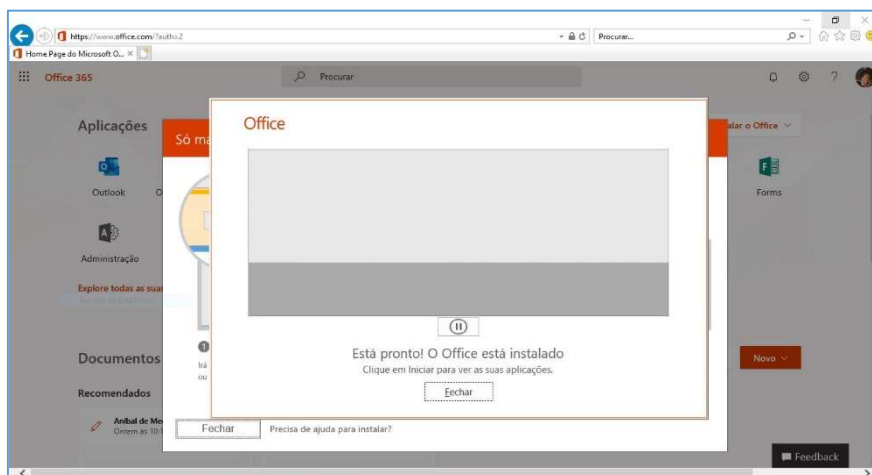 https://www.office.com/?auth=2
Procurar...
Home Page do Microsoft O...
Office 365
Procurar
Aplicações
Só ma
Office
alar o Office
Outlook
O
Forms
Administração
Explore todas as suas
1
Irá
ou
Está pronto! O Office está instalado
Clique em Iniciar para ver as suas aplicações.
Fechar
Documentos
Novo
Recomendados
Aníbal de Me
Ontem às 10:1
Fechar
Precisa de ajuda para instalar?
Feedback